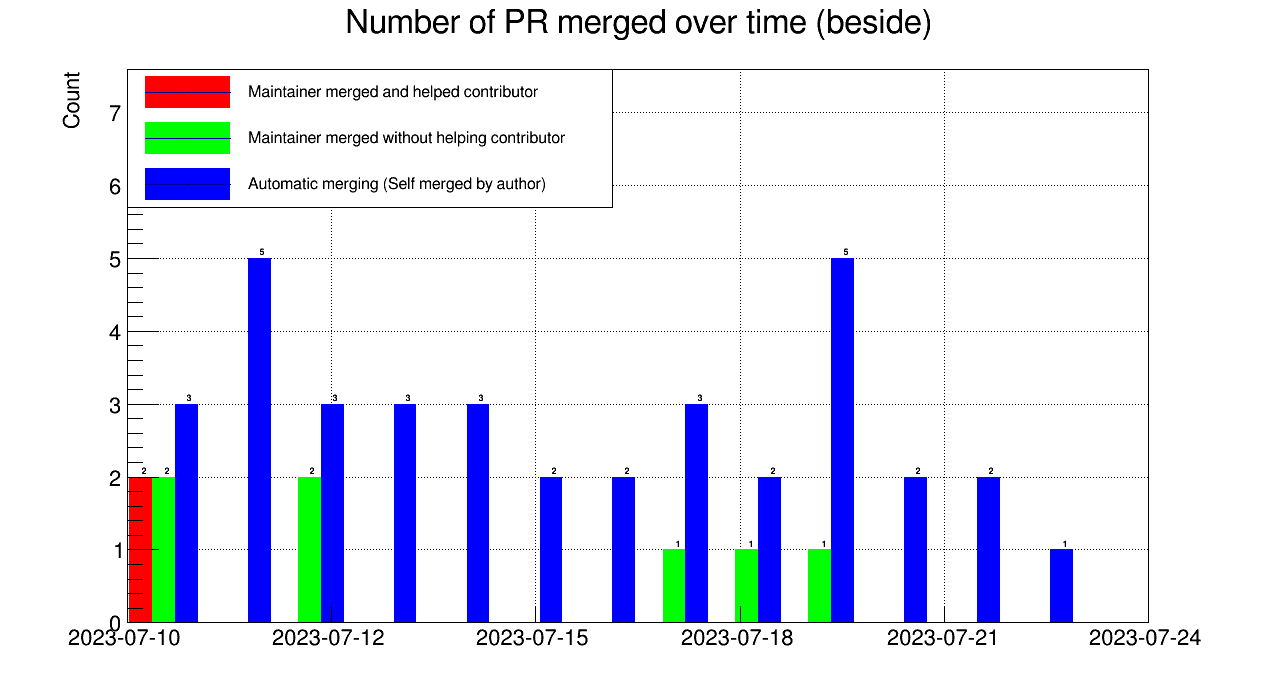 Number of PR merged over time (beside)
Count
Maintainer merged and helped contributor
Maintainer merged without helping contributor
Automatic merging (Self merged by author)
7
6
5
4
3
2
1
0
5 5
3 3 3 3 3
2 2 2 2 2 2 2 2
1 1 1 1
2023-07-10 2023-07-12 2023-07-15 2023-07-18 2023-07-21 2023-07-24